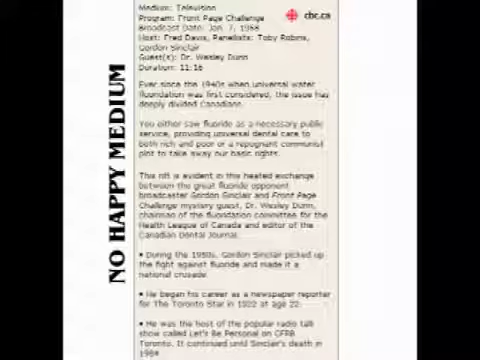 Medium: Television
Program: Front Page Challenge
cbc.ca
Broadcast Date: Jan. 7, 1958
Host: Fred Davis, Panellists: Toby Robins,
Gordon Sinclair
Guest(s): Dr. Wesley Dunn
Duration: 11:16
Ever since the 1940s when universal water
fluoridation was first considered, the issue has
deeply divided Canadians.
You either saw fluoride as a necessary public
service, providing universal dental care to
both rich and poor or a repugnant communist
plot to take away our basic rights.
This rift is evident in this heated exchange
between the great fluoride opponent
broadcaster Gordon Sinclair and Front Page
Challenge mystery guest, Dr. Wesley Dunn,
chairman of the fluoridation committee for the
Health League of Canada and editor of the
Canadian Dental Journal.
• During the 1950s, Gordon Sinclair picked up
the fight against fluoride and made it a
national crusade.
• He began his career as a newspaper reporter
for The Toronto Star in 1922 at age 22.
• He was the host of the popular radio talk
show called Let's Be Personal on CFRB
Toronto. It continued until Sinclair's death in
1984
NO HAPPY MEDIUM